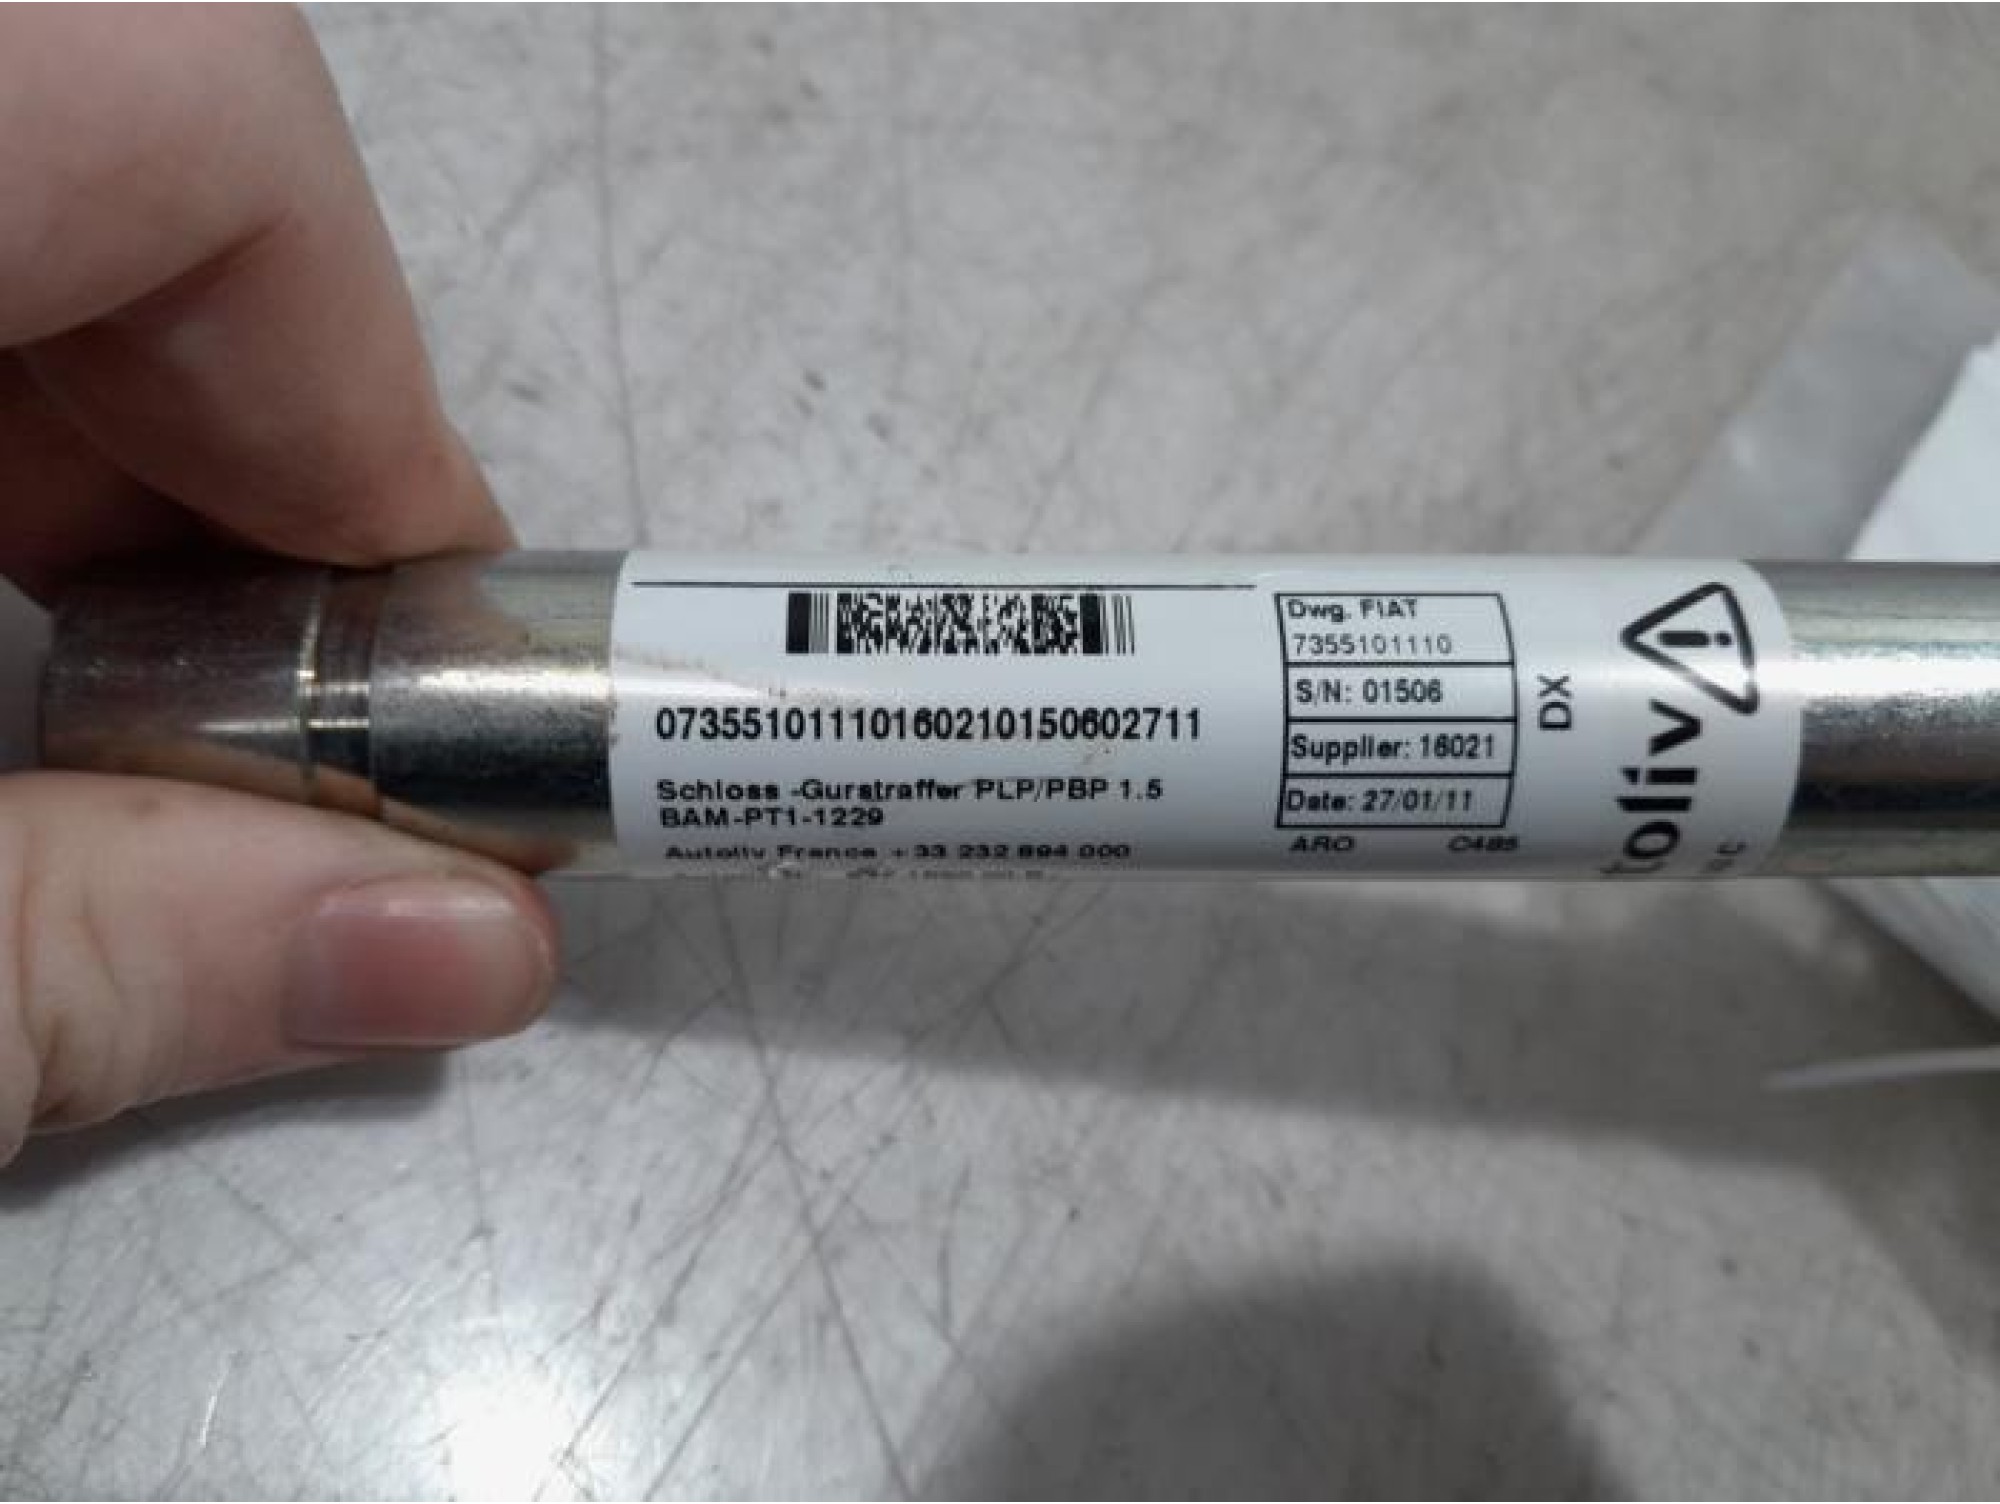 07355101110160210150602711
Schloss -Gurstraffer PLP/PBP 1.5
BAM-PT1-1229
Autoliv France +33 232 894 000
Dwg. FIAT
7355101110
S/N: 01506
Supplier: 16021
Date: 27/01/11
ARO C485
DX
toliv